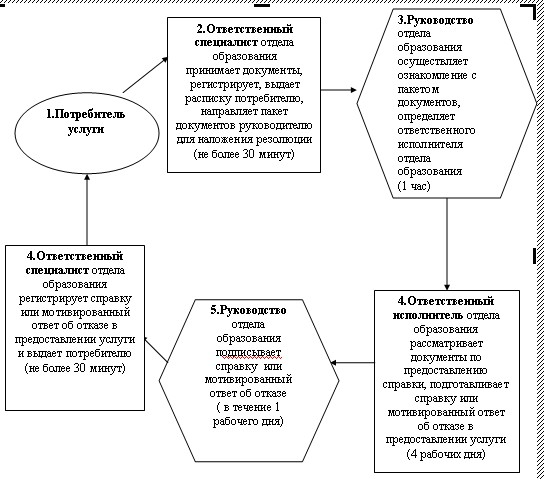 1.Потребитель
услуги
2.Ответственный
специалист отдела
образования
принимает документы,
регистрирует, выдает
расписку потребителю,
направляет пакет
документов руководителю
для наложения резолюции
(не более 30 минут)
3.Руководство
отдела
образования
осуществляет
ознакомление с
пакетом
документов,
определяет
ответственного
исполнителя
отдела
образования
(1 час)
4.Ответственный
исполнитель отдела
образования
рассматривает
документы по
предоставлению
справки, подготавливает
справку или
мотивированный ответ
об отказе в
предоставлении услуги
(4 рабочих дня)
5.Руководство
отдела
образования
подписывает
справку или
мотивированный
ответ об отказе
( в течение 1
рабочего дня)
4.Ответственный
специалист отдела
образования
регистрирует справку
или мотивированный
ответ об отказе в
предоставлении услуги
и выдает потребителю
(не более 30 минут)